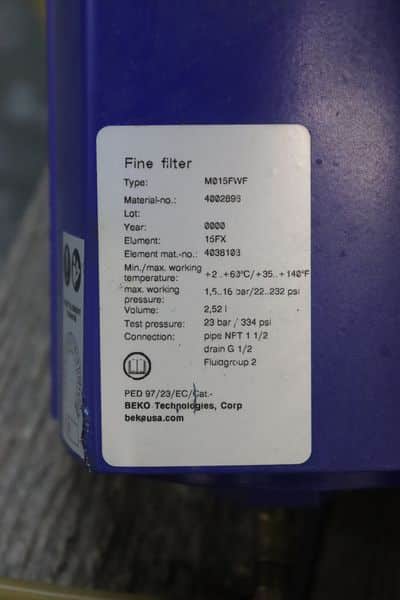 Fine filter
Type: M015FWF
Material-no.: 4002893
Lot:
Year: 0000
Elument: 15FX
Element mat.-no.: 4038103
Min./max. working
temperature: +2..+60°C/+35..+140°F
max. working
pressure: 1,5..16 bar/22..232 psi
Volume: 2,52 l
Test pressure: 23 bar / 334 psi
Connection: pipe NFT 1 1/2
drain G 1/2
Fluidgroup 2
PED 97/23/EC/Cat.-
BEKO Technologies, Corp
bekousa.com